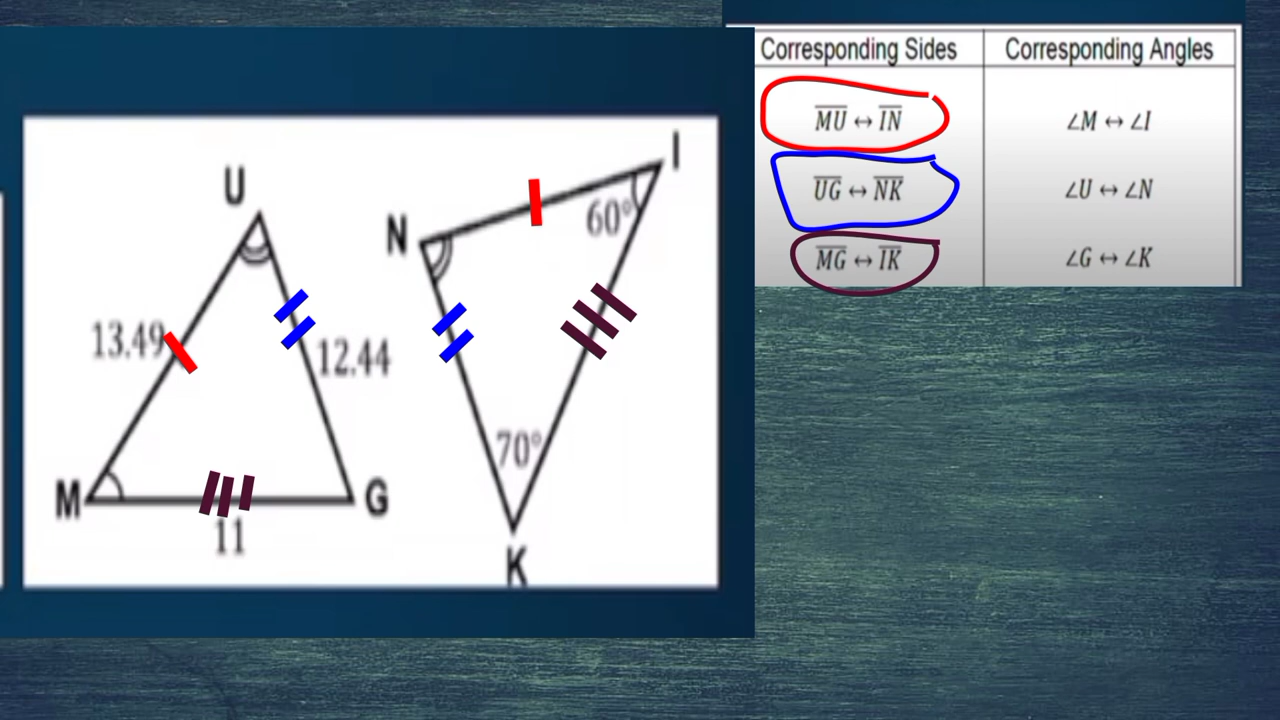 Corresponding Sides
Corresponding Angles
MU ↔ IN
∠M ↔ ∠I
UG ↔ NK
∠U ↔ ∠N
MG ↔ IK
∠G ↔ ∠K
U
I
N
60°
13.49
12.44
70°
M
G
11
K